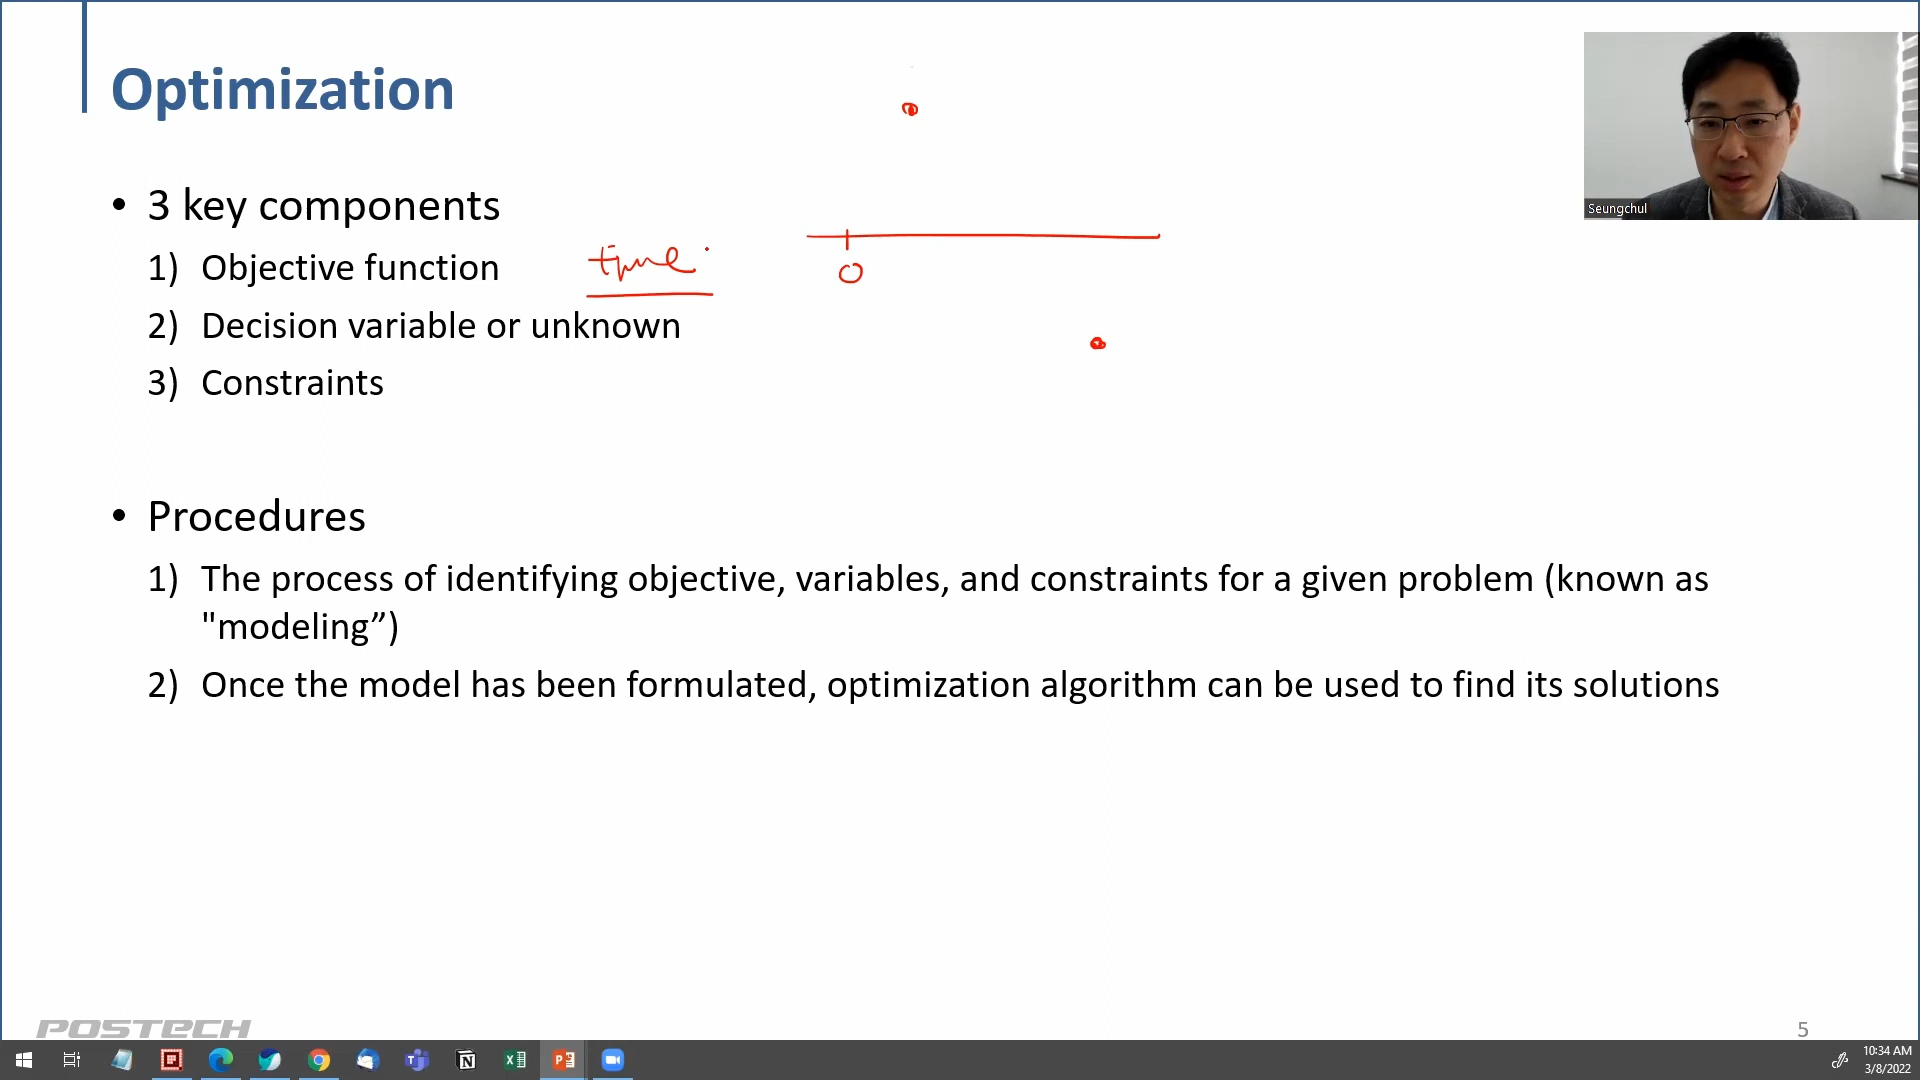 Optimization
Seungchul
• 3 key components
1) Objective function
time
0
2) Decision variable or unknown
3) Constraints
• Procedures
1) The process of identifying objective, variables, and constraints for a given problem (known as
"modeling”)
2) Once the model has been formulated, optimization algorithm can be used to find its solutions
POSTECH
5
10:34 AM
3/8/2022